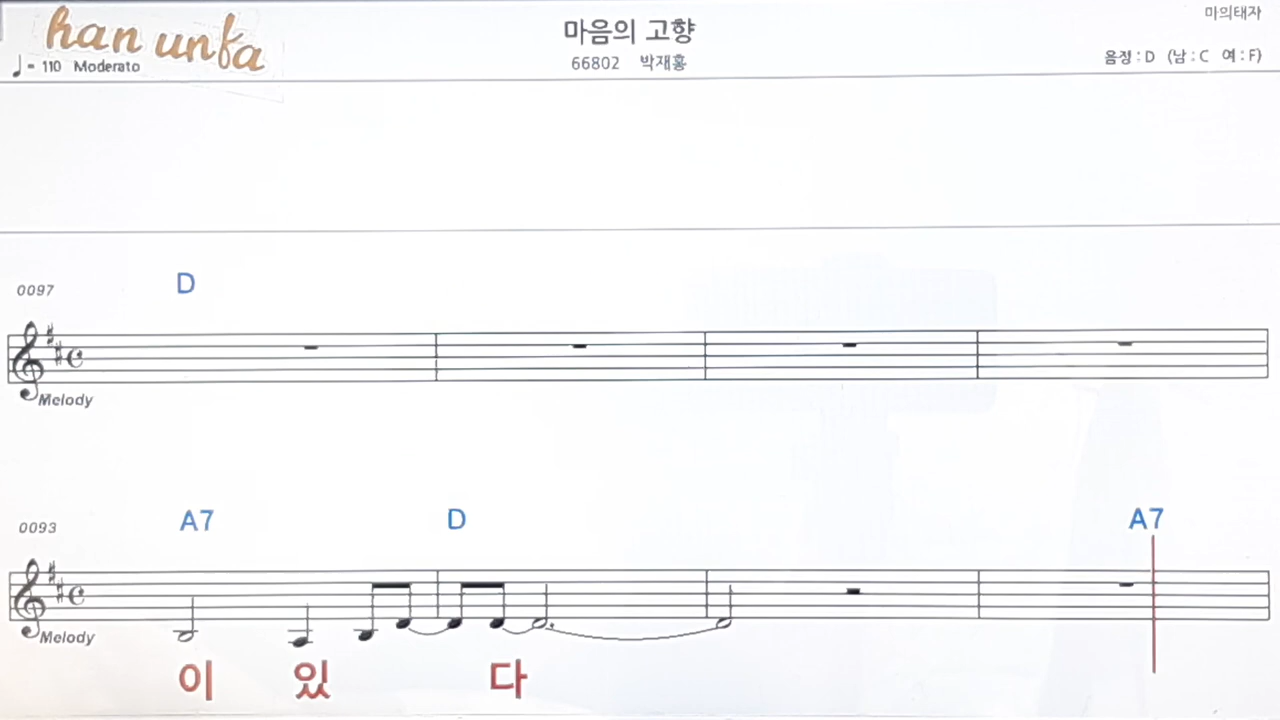 han unfa
마음의 고향
마의태자
♩= 110 Moderato
66802 박재홍
음정 : D (남 : C 여 : F)
0097
D
Melody
0093
A7 D A7
Melody
이 있 다